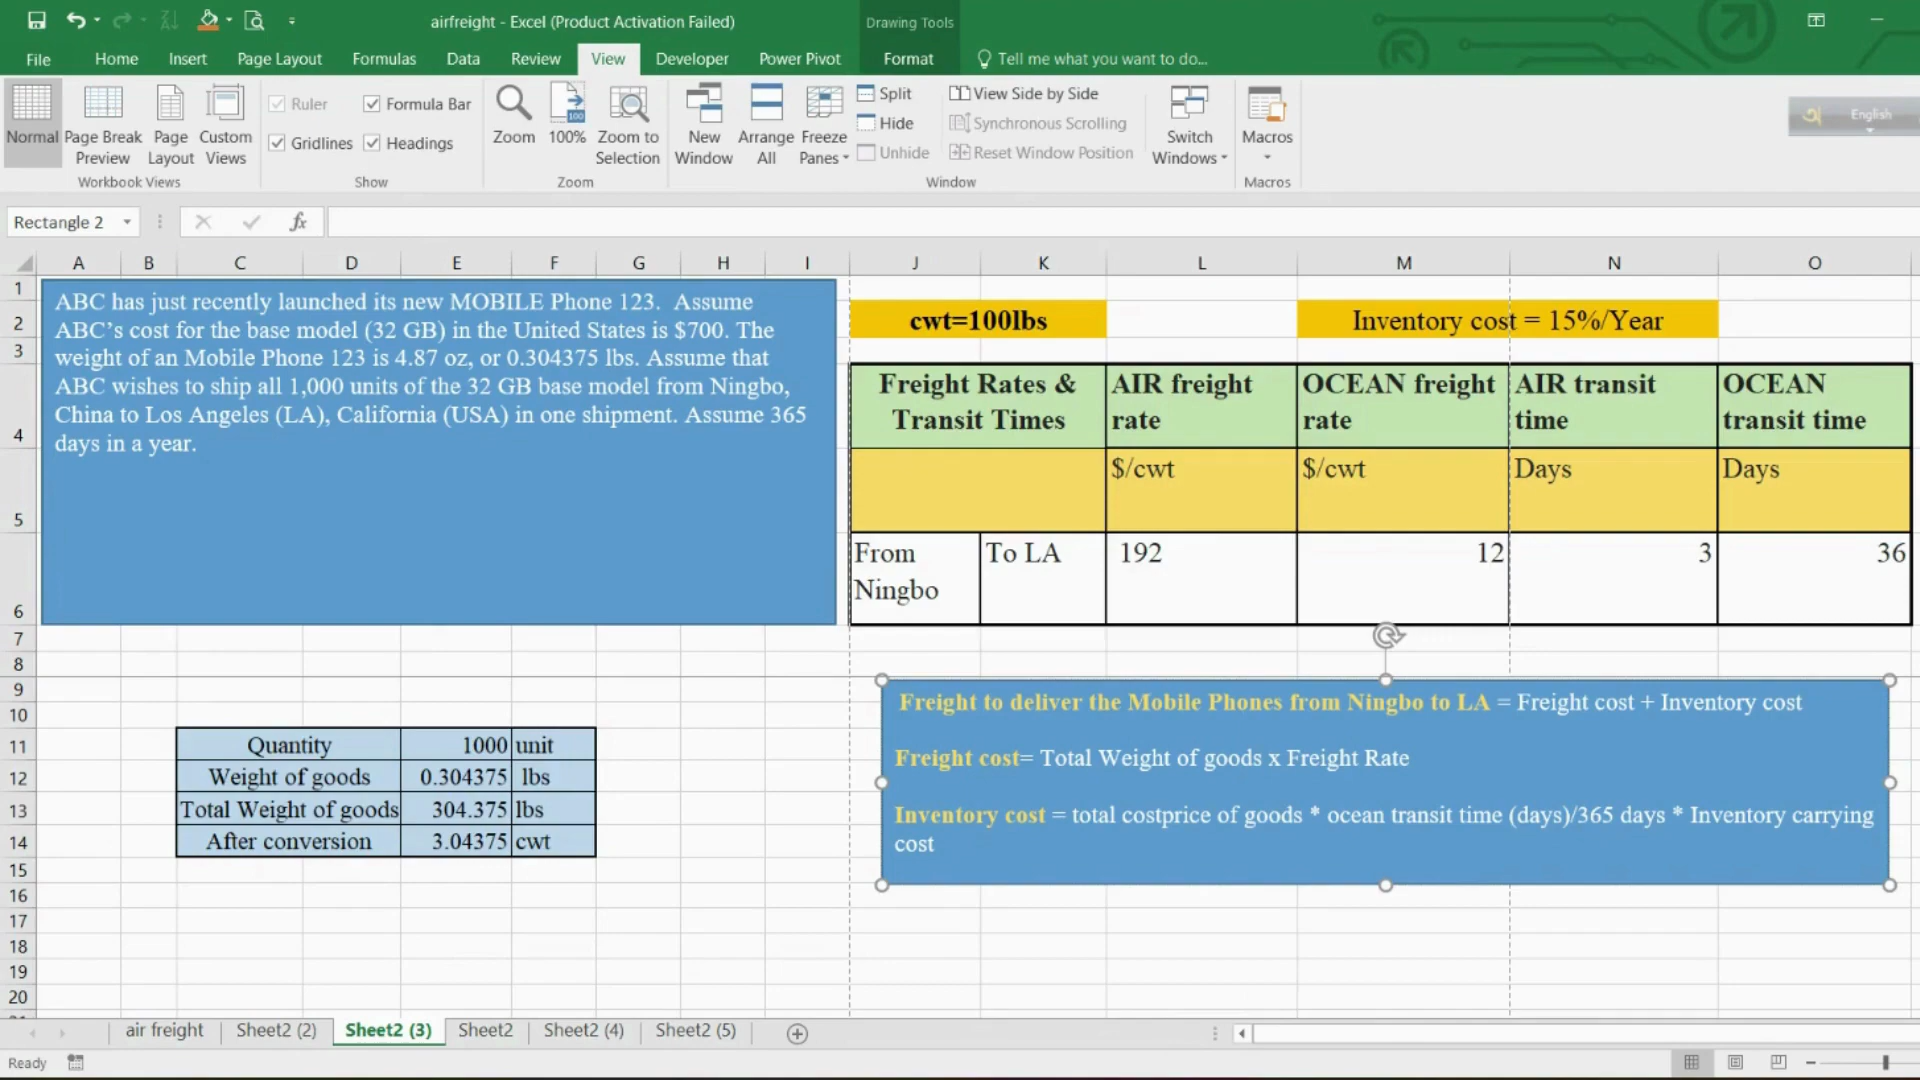 airfreight - Excel (Product Activation Failed)
Drawing Tools
File Home Insert Page Layout Formulas Data Review View Developer Power Pivot Format Tell me what you want to do...
Normal
Page Break
Preview
Page
Layout
Custom
Views
Workbook Views
Ruler
Formula Bar
Gridlines
Headings
Show
Zoom
100
100%
Zoom to
Selection
Zoom
New
Window
Arrange
All
Freeze
Panes
Split
Hide
Unhide
View Side by Side
Synchronous Scrolling
Reset Window Position
Window
Switch
Windows
Macros
Macros
English
Rectangle 2
fx
A B C D E F G H I J K L M N O
1
2
3
4
5
6
7
8
9
10
11
12
13
14
15
16
17
18
19
20
ABC has just recently launched its new MOBILE Phone 123. Assume
ABC's cost for the base model (32 GB) in the United States is $700. The
weight of an Mobile Phone 123 is 4.87 oz, or 0.304375 lbs. Assume that
ABC wishes to ship all 1,000 units of the 32 GB base model from Ningbo,
China to Los Angeles (LA), California (USA) in one shipment. Assume 365
days in a year.
cwt=100lbs
Inventory cost = 15%/Year
Freight Rates &
Transit Times
AIR freight
rate
OCEAN freight
rate
AIR transit
time
OCEAN
transit time
$/cwt $/cwt Days Days
From
Ningbo
To LA 192 12 3 36
Quantity 1000 unit
Weight of goods 0.304375 lbs
Total Weight of goods 304.375 lbs
After conversion 3.04375 cwt
Freight to deliver the Mobile Phones from Ningbo to LA = Freight cost + Inventory cost
Freight cost= Total Weight of goods x Freight Rate
Inventory cost = total costprice of goods * ocean transit time (days)/365 days * Inventory carrying
cost
air freight Sheet2 (2) Sheet2 (3) Sheet2 Sheet2 (4) Sheet2 (5)
Ready